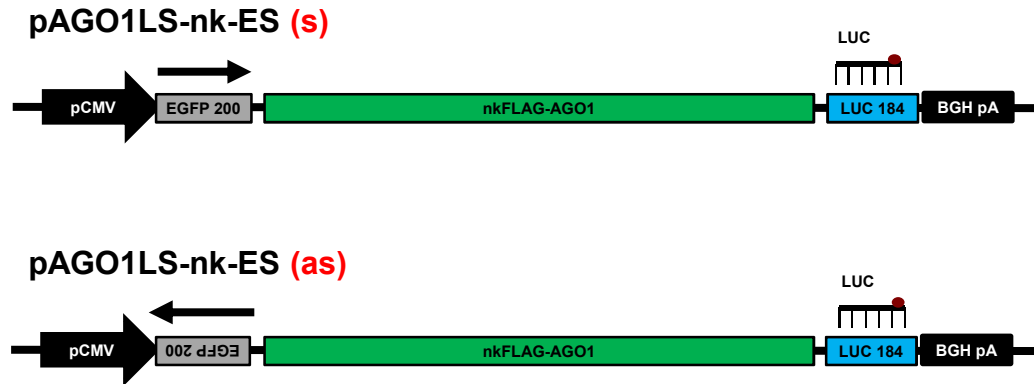 pAGO1LS-nk-ES (s)
LUC
pCMV EGFP 200 nkFLAG-AGO1 LUC 184 BGH pA
pAGO1LS-nk-ES (as)
LUC
pCMV EGFP 200 nkFLAG-AGO1 LUC 184 BGH pA